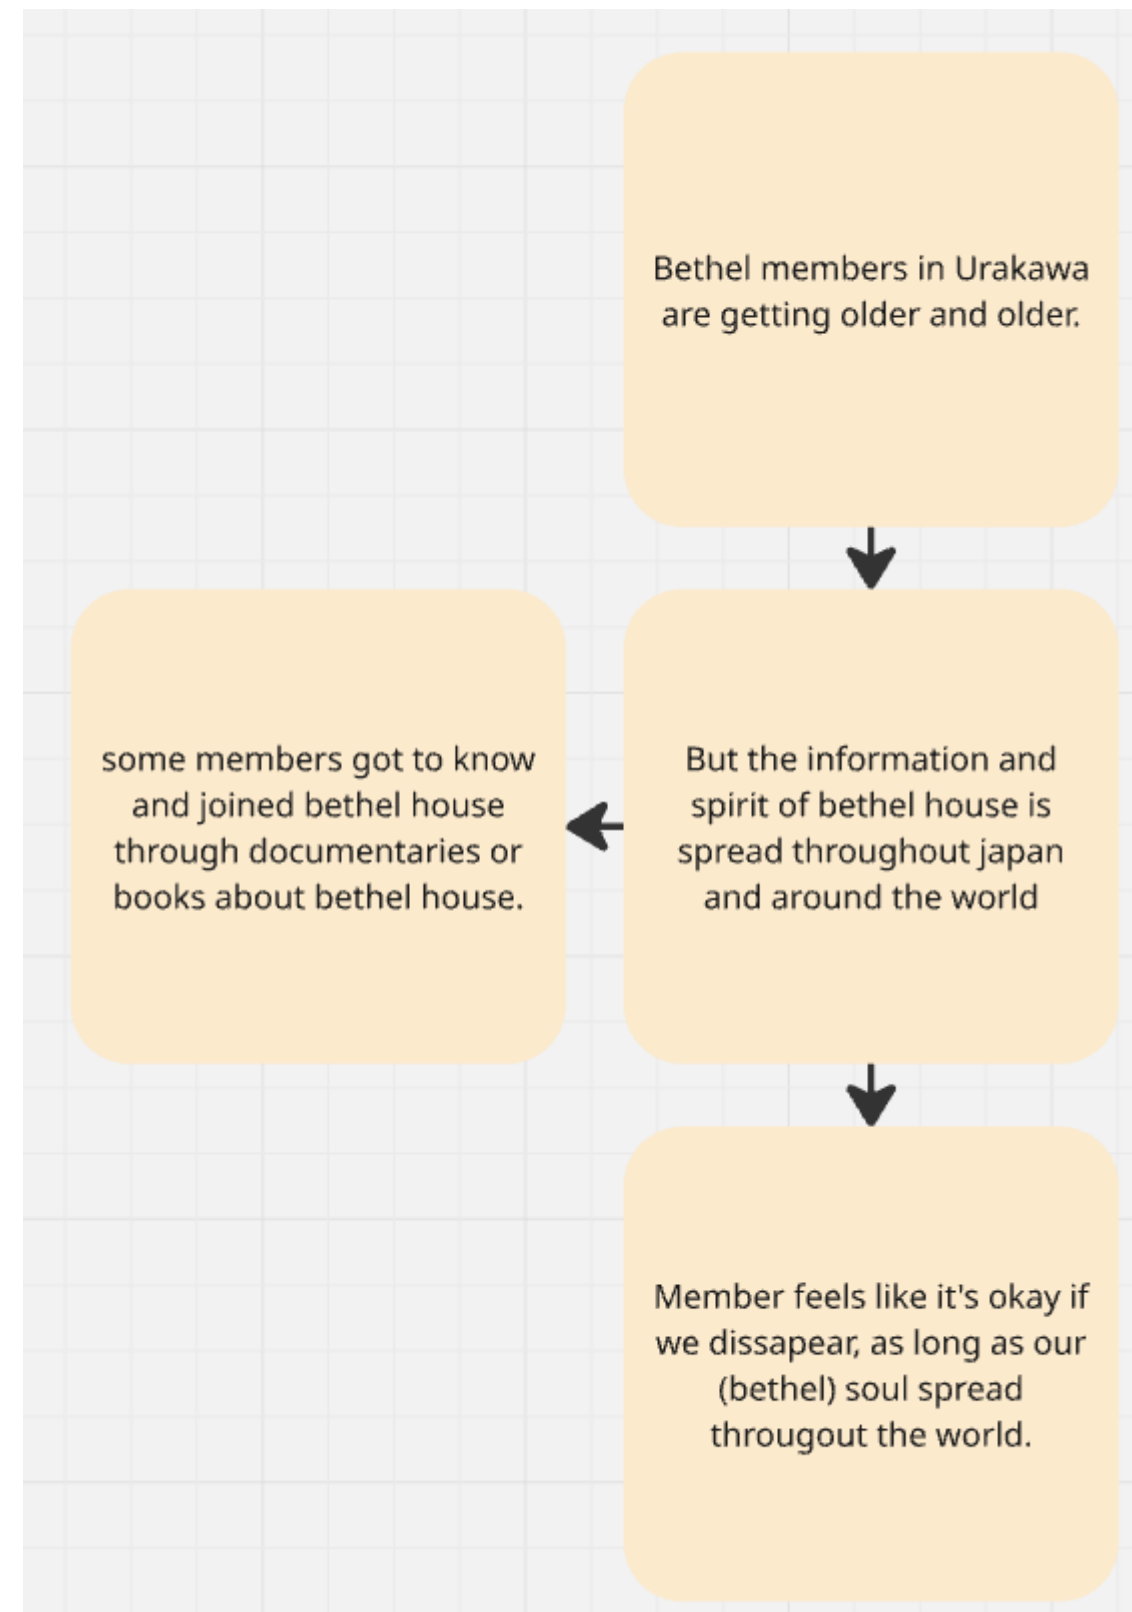 Bethel members in Urakawa
are getting older and older.
some members got to know
and joined bethel house
through documentaries or
books about bethel house.
But the information and
spirit of bethel house is
spread throughout japan
and around the world
Member feels like it's okay if
we dissapear, as long as our
(bethel) soul spread
througout the world.